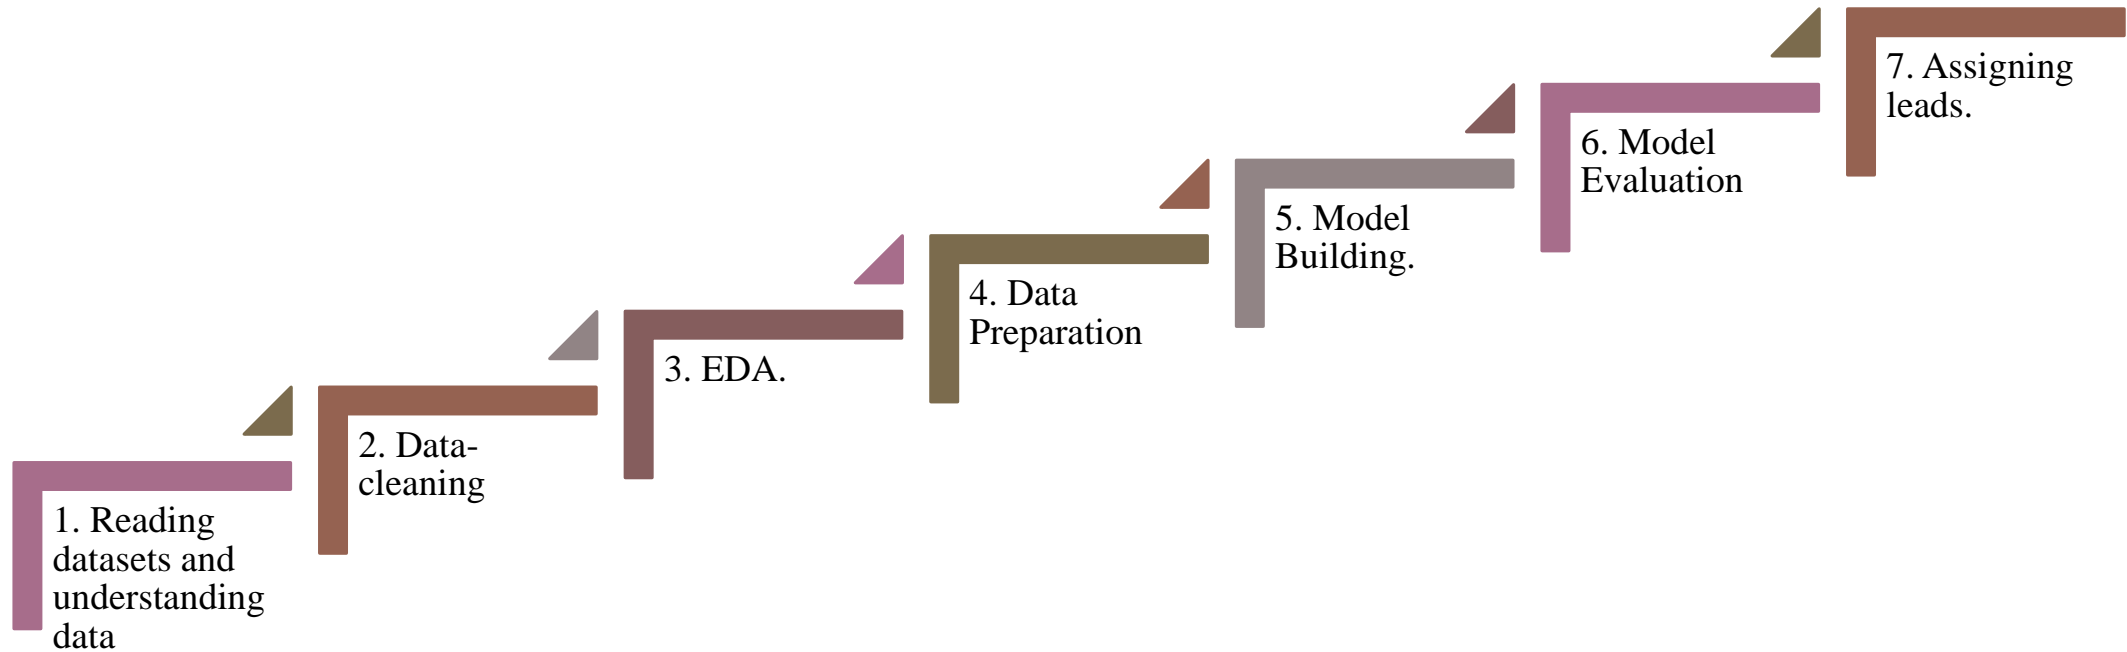 1. Reading
datasets and
understanding
data
2. Data-
cleaning
3. EDA.
4. Data
Preparation
5. Model
Building.
6. Model
Evaluation
7. Assigning
leads.